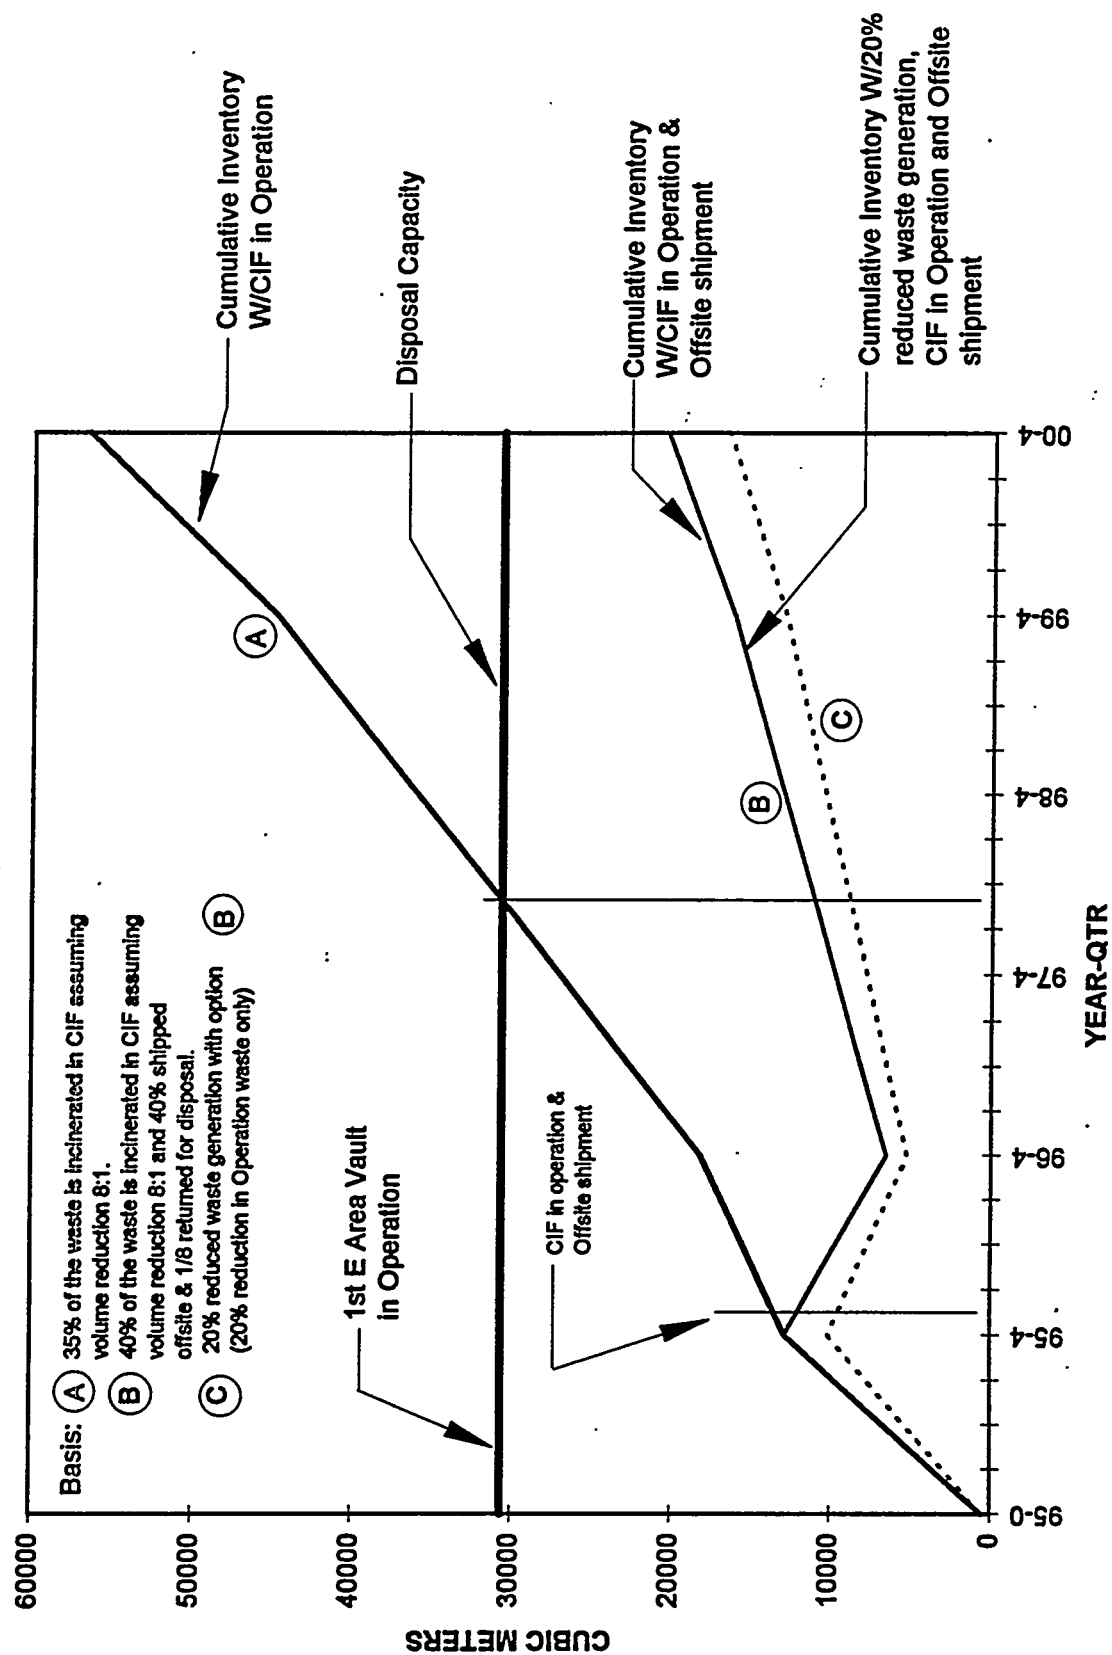 CUBIC METERS
60000
50000
40000
30000
20000
10000
0
Basis: A 35% of the waste is incinerated in CIF assuming
volume reduction 8:1.
B 40% of the waste is incinerated in CIF assuming
volume reduction 8:1 and 40% shipped
offsite & 1/8 returned for disposal.
C 20% reduced waste generation with option B
(20% reduction in Operation waste only)
1st E Area Vault
in Operation
CIF in operation &
Offsite shipment
A
B
C
Cumulative Inventory
W/CIF in Operation
Disposal Capacity
Cumulative Inventory
W/CIF in Operation &
Offsite shipment
Cumulative Inventory W/20%
reduced waste generation,
CIF in Operation and Offsite
shipment
95-0
95-4
96-4
97-4
98-4
99-4
00-4
YEAR-QTR